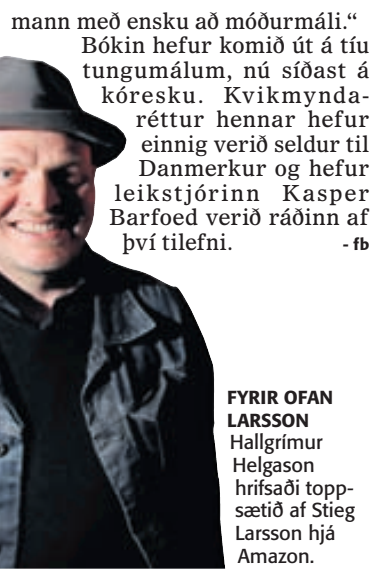 mann með ensku að móðurmáli.“
Bókin hefur komið út á tíu
tungumálum, nú síðast á
kóresku. Kvikmynda-
réttur hennar hefur
einnig verið seldur til
Danmerkur og hefur
leikstjórinn Kasper
Barfoed verið ráðinn af
því tilefni. - fb
FYRIR OFAN
LARSSON
Hallgrímur
Helgason
hrifsaði topp-
sætið af Stieg
Larsson hjá
Amazon.